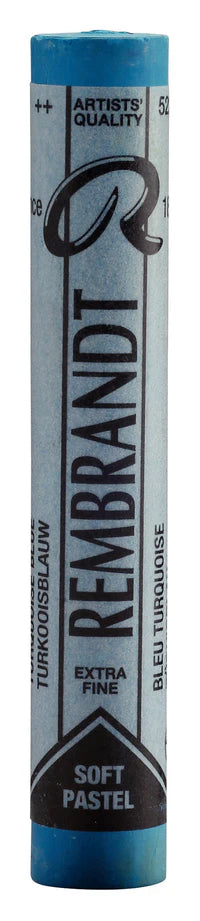 ++
ARTISTS'
QUALITY
REMBRANDT
EXTRA
FINE
SOFT
PASTEL
TURKOOISBLAUW
BLEU TURQUOISE